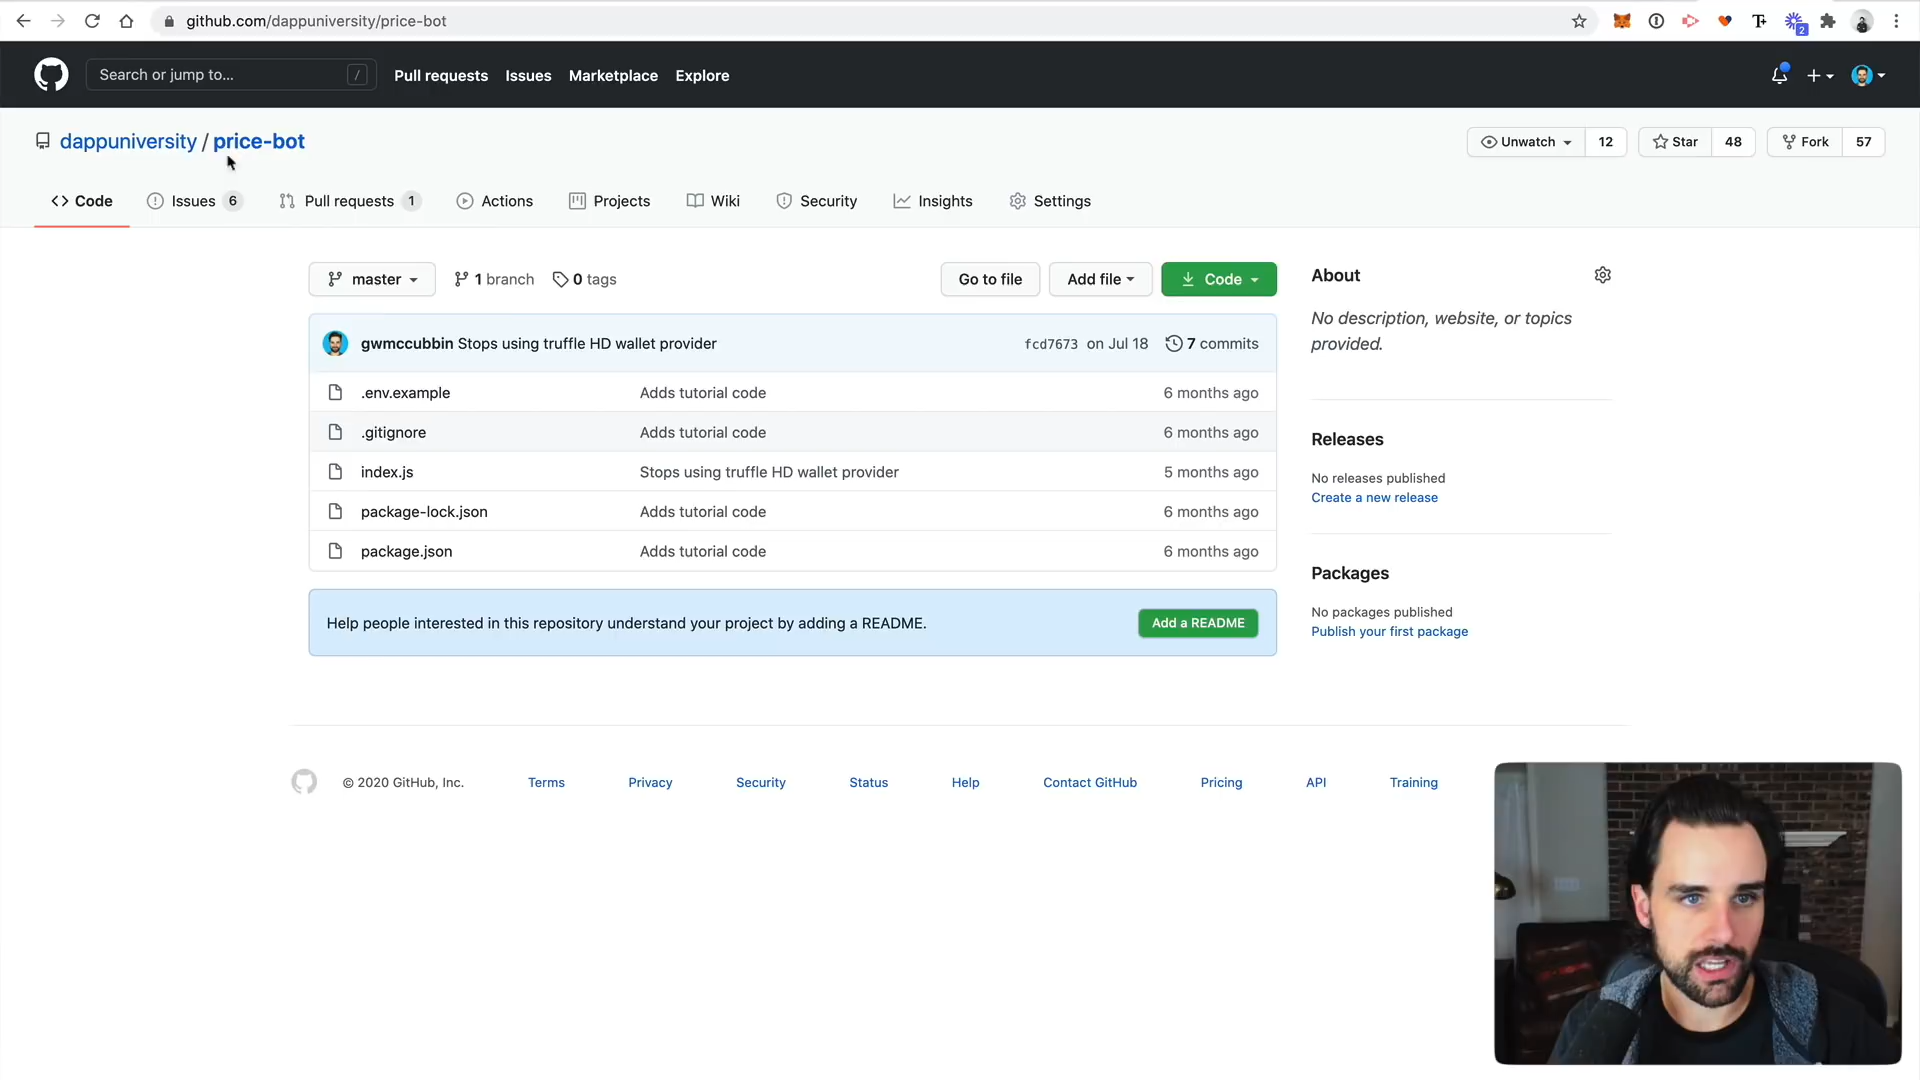 github.com/dappuniversity/price-bot
2
Search or jump to... /
Pull requests Issues Marketplace Explore
dappuniversity / price-bot
Unwatch 12 Star 48 Fork 57
Code Issues 6 Pull requests 1 Actions Projects Wiki Security Insights Settings
master 1 branch 0 tags Go to file Add file Code
gwmccubbin Stops using truffle HD wallet provider fcd7673 on Jul 18 7 commits
.env.example Adds tutorial code 6 months ago
.gitignore Adds tutorial code 6 months ago
index.js Stops using truffle HD wallet provider 5 months ago
package-lock.json Adds tutorial code 6 months ago
package.json Adds tutorial code 6 months ago
Help people interested in this repository understand your project by adding a README. Add a README
About
No description, website, or topics
provided.
Releases
No releases published
Create a new release
Packages
No packages published
Publish your first package
© 2020 GitHub, Inc. Terms Privacy Security Status Help Contact GitHub Pricing API Training